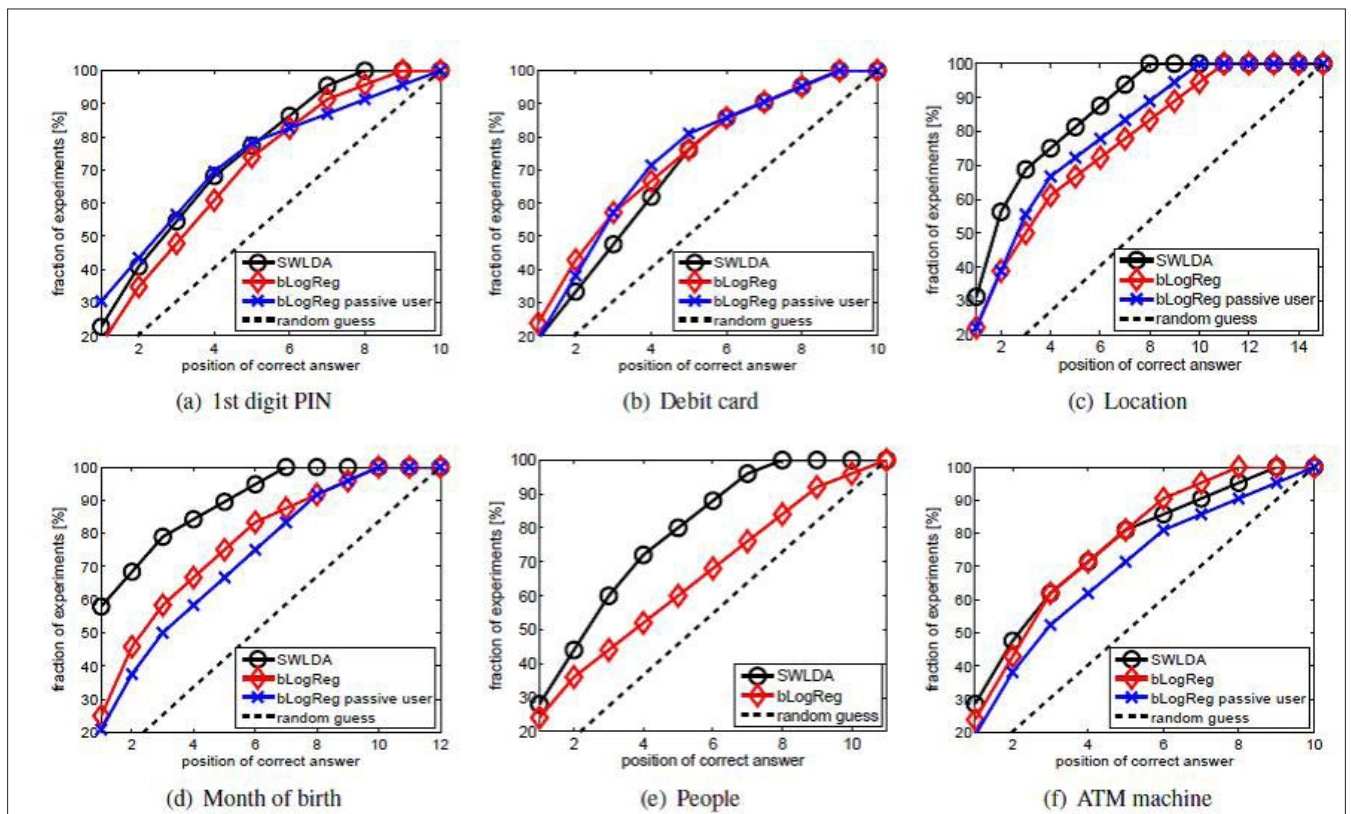 100
90
80
70
60
50
40
30
20
fraction of experiments [%]
2 4 6 8 10
position of correct answer
SWLDA
bLogReg
bLogReg passive user
random guess
(a) 1st digit PIN
100
90
80
70
60
50
40
30
20
fraction of experiments [%]
2 4 6 8 10
position of correct answer
SWLDA
bLogReg
bLogReg passive user
random guess
(b) Debit card
100
90
80
70
60
50
40
30
20
fraction of experiments [%]
2 4 6 8 10 12 14
position of correct answer
SWLDA
bLogReg
bLogReg passive user
random guess
(c) Location
100
90
80
70
60
50
40
30
20
fraction of experiments [%]
2 4 6 8 10 12
position of correct answer
SWLDA
bLogReg
bLogReg passive user
random guess
(d) Month of birth
100
90
80
70
60
50
40
30
20
fraction of experiments [%]
2 4 6 8 10
position of correct answer
SWLDA
bLogReg
random guess
(e) People
100
90
80
70
60
50
40
30
20
fraction of experiments [%]
2 4 6 8 10
position of correct answer
SWLDA
bLogReg
bLogReg passive user
random guess
(f) ATM machine